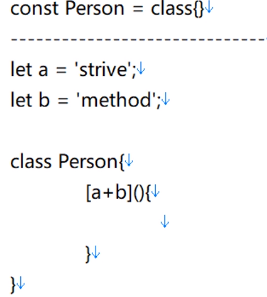 const Person = class{}↓
--------------------------------------
let a = 'strive';↓
let b = 'method';↓
class Person{↓
[a+b](){↓
↓
}↓
}↓